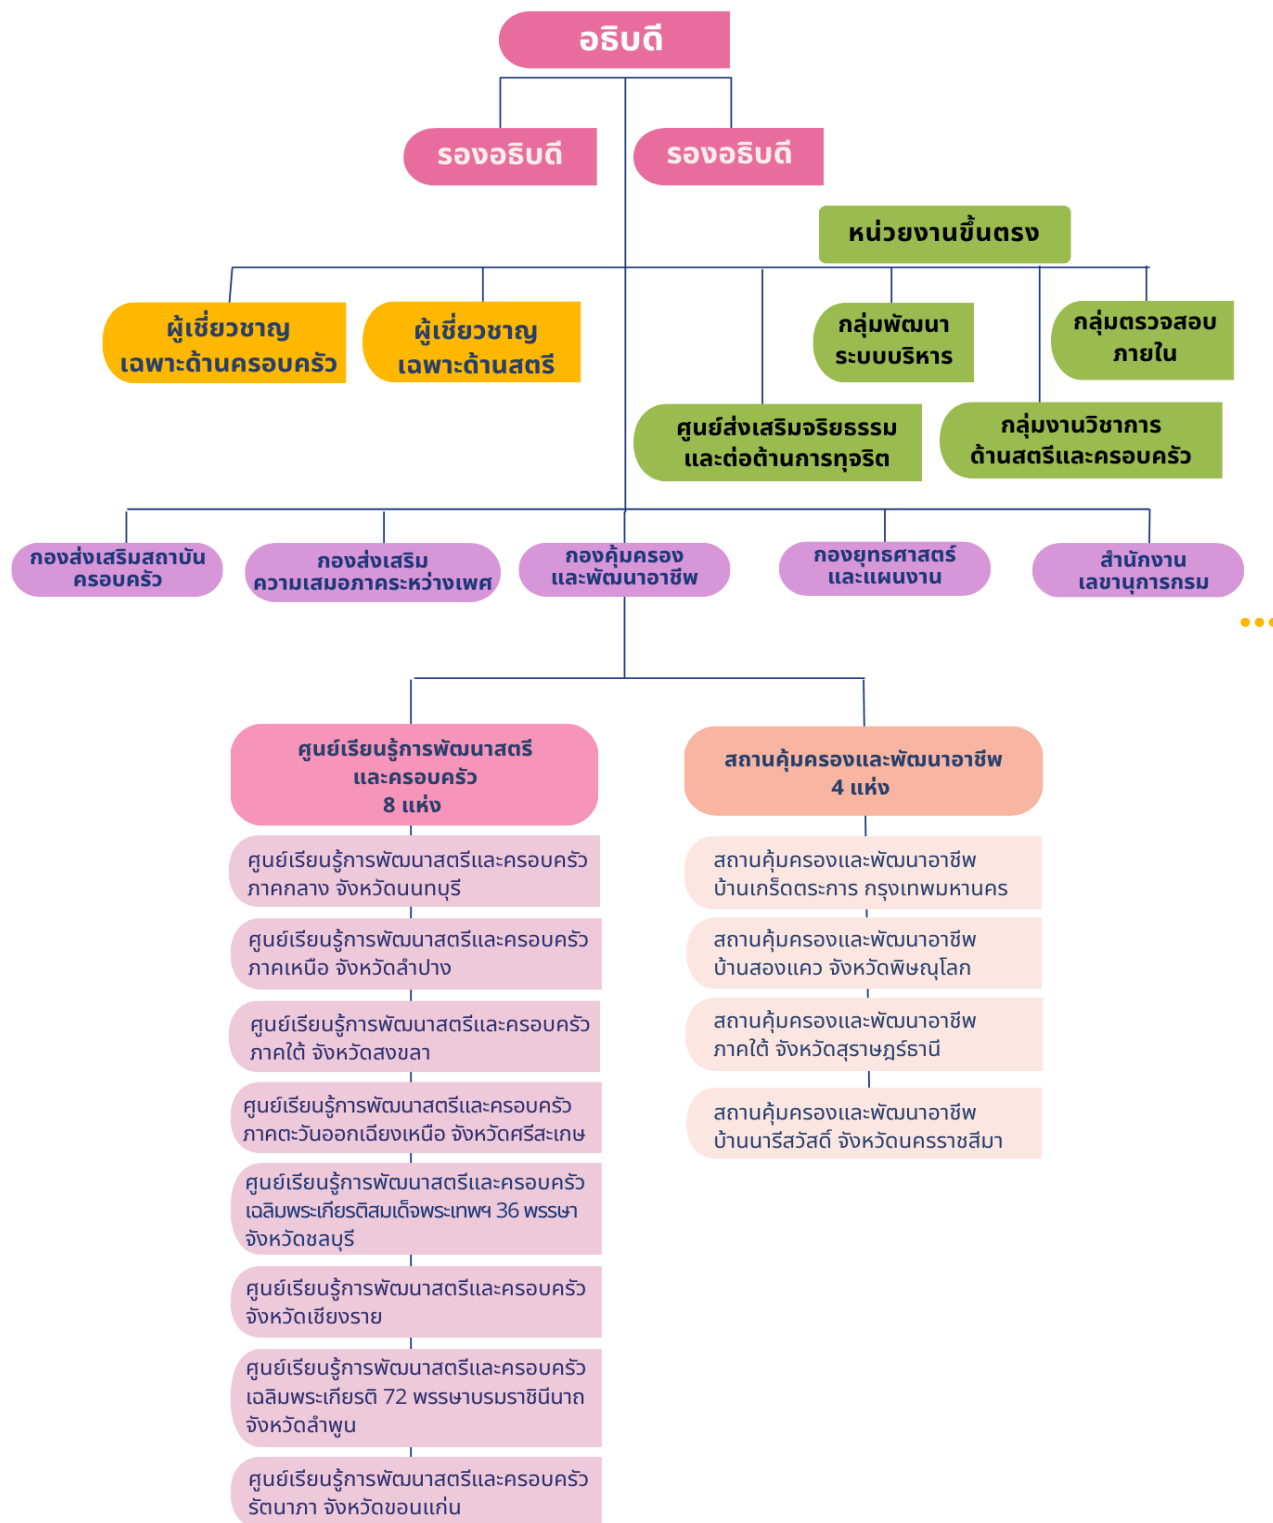 อธิบดี
รองอธิบดี
รองอธิบดี
หน่วยงานขึ้นตรง
ผู้เชี่ยวชาญ
เฉพาะด้านครอบครัว
ผู้เชี่ยวชาญ
เฉพาะด้านสตรี
กลุ่มพัฒนา
ระบบบริหาร
กลุ่มตรวจสอบ
ภายใน
ศูนย์ส่งเสริมจริยธรรม
และต่อต้านการทุจริต
กลุ่มงานวิชาการ
ด้านสตรีและครอบครัว
กองส่งเสริมสถาบัน
ครอบครัว
กองส่งเสริม
ความเสมอภาคระหว่างเพศ
กองคุ้มครอง
และพัฒนาอาชีพ
กองยุทธศาสตร์
และแผนงาน
สำนักงาน
เลขานุการกรม
ศูนย์เรียนรู้การพัฒนาสตรี
และครอบครัว
8 แห่ง
ศูนย์เรียนรู้การพัฒนาสตรีและครอบครัว
ภาคกลาง จังหวัดนนทบุรี
ศูนย์เรียนรู้การพัฒนาสตรีและครอบครัว
ภาคเหนือ จังหวัดลำปาง
ศูนย์เรียนรู้การพัฒนาสตรีและครอบครัว
ภาคใต้ จังหวัดสงขลา
ศูนย์เรียนรู้การพัฒนาสตรีและครอบครัว
ภาคตะวันออกเฉียงเหนือ จังหวัดศรีสะเกษ
ศูนย์เรียนรู้การพัฒนาสตรีและครอบครัว
เฉลิมพระเกียรติสมเด็จพระเทพฯ 36 พรรษา
จังหวัดชลบุรี
ศูนย์เรียนรู้การพัฒนาสตรีและครอบครัว
จังหวัดเชียงราย
ศูนย์เรียนรู้การพัฒนาสตรีและครอบครัว
เฉลิมพระเกียรติ 72 พรรษาบรมราชินีนาถ
จังหวัดลำพูน
ศูนย์เรียนรู้การพัฒนาสตรีและครอบครัว
รัตนาภา จังหวัดขอนแก่น
สถานคุ้มครองและพัฒนาอาชีพ
4 แห่ง
สถานคุ้มครองและพัฒนาอาชีพ
บ้านเกร็ดตระการ กรุงเทพมหานคร
สถานคุ้มครองและพัฒนาอาชีพ
บ้านสองแคว จังหวัดพิษณุโลก
สถานคุ้มครองและพัฒนาอาชีพ
ภาคใต้ จังหวัดสุราษฎร์ธานี
สถานคุ้มครองและพัฒนาอาชีพ
บ้านนารีสวัสดิ์ จังหวัดนครราชสีมา